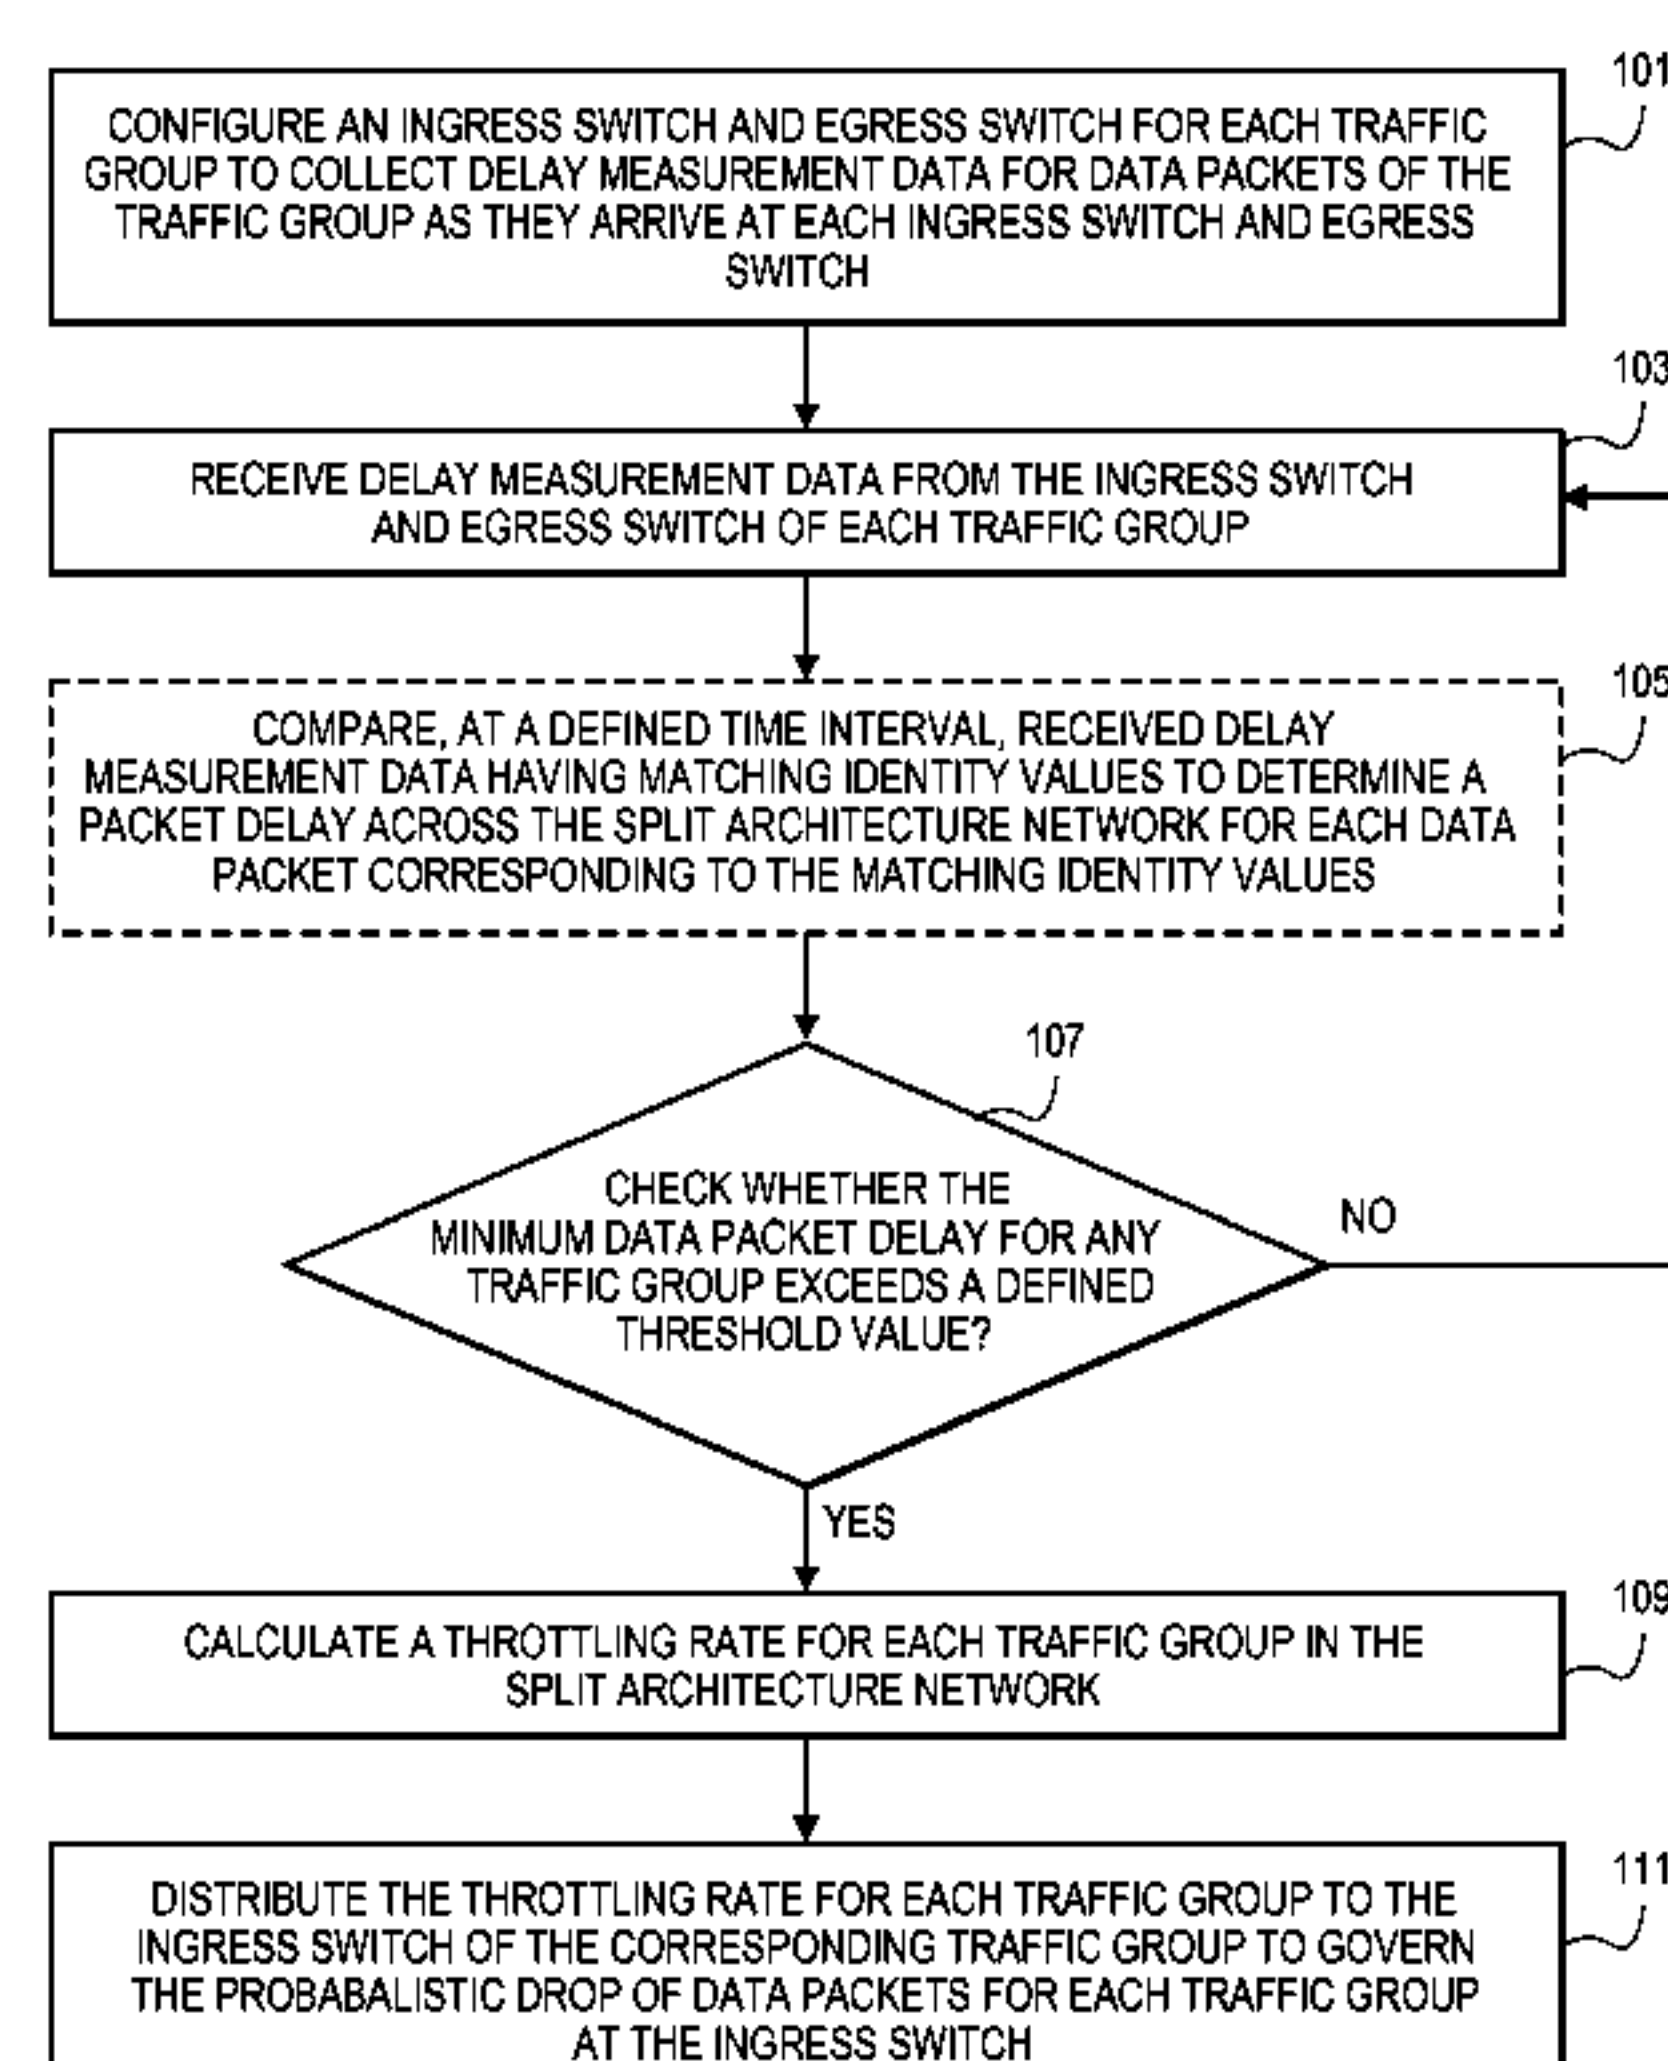 101
CONFIGURE AN INGRESS SWITCH AND EGRESS SWITCH FOR EACH TRAFFIC
GROUP TO COLLECT DELAY MEASUREMENT DATA FOR DATA PACKETS OF THE
TRAFFIC GROUP AS THEY ARRIVE AT EACH INGRESS SWITCH AND EGRESS
SWITCH
103
RECEIVE DELAY MEASUREMENT DATA FROM THE INGRESS SWITCH
AND EGRESS SWITCH OF EACH TRAFFIC GROUP
105
COMPARE, AT A DEFINED TIME INTERVAL, RECEIVED DELAY
MEASUREMENT DATA HAVING MATCHING IDENTITY VALUES TO DETERMINE A
PACKET DELAY ACROSS THE SPLIT ARCHITECTURE NETWORK FOR EACH DATA
PACKET CORRESPONDING TO THE MATCHING IDENTITY VALUES
107
CHECK WHETHER THE
MINIMUM DATA PACKET DELAY FOR ANY
TRAFFIC GROUP EXCEEDS A DEFINED
THRESHOLD VALUE?
NO
YES
109
CALCULATE A THROTTLING RATE FOR EACH TRAFFIC GROUP IN THE
SPLIT ARCHITECTURE NETWORK
111
DISTRIBUTE THE THROTTLING RATE FOR EACH TRAFFIC GROUP TO THE
INGRESS SWITCH OF THE CORRESPONDING TRAFFIC GROUP TO GOVERN
THE PROBABALISTIC DROP OF DATA PACKETS FOR EACH TRAFFIC GROUP
AT THE INGRESS SWITCH